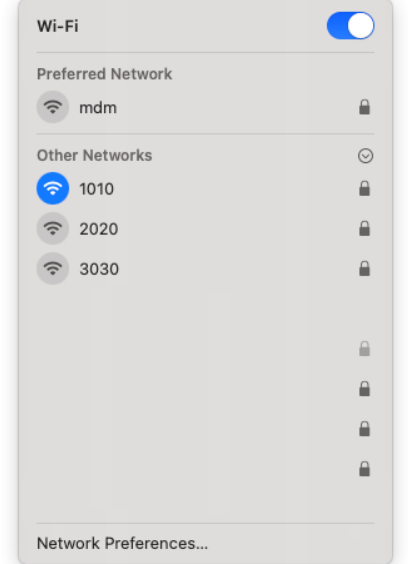 Wi-Fi
Preferred Network
mdm
Other Networks
1010
2020
3030
Network Preferences...